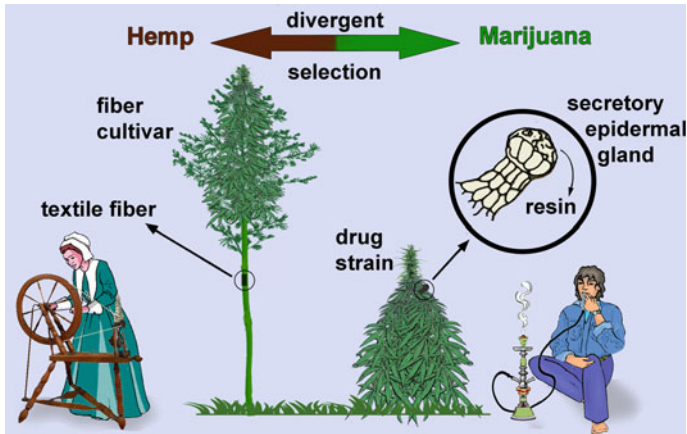 divergent
Hemp
Marijuana
selection
fiber
cultivar
secretory
epidermal
gland
textile fiber
resin
drug
strain